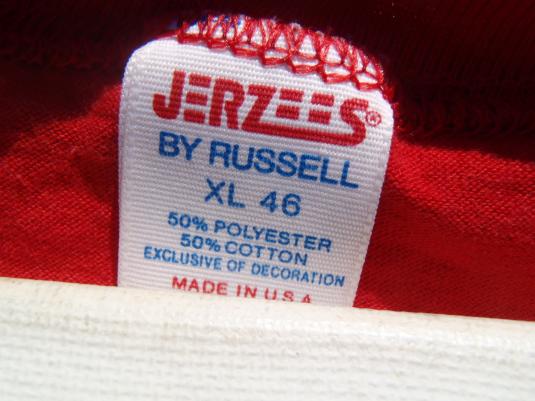 JERZEES®
BY RUSSELL
XL 46
50% POLYESTER
50% COTTON
EXCLUSIVE OF DECORATION
MADE IN U.S.A